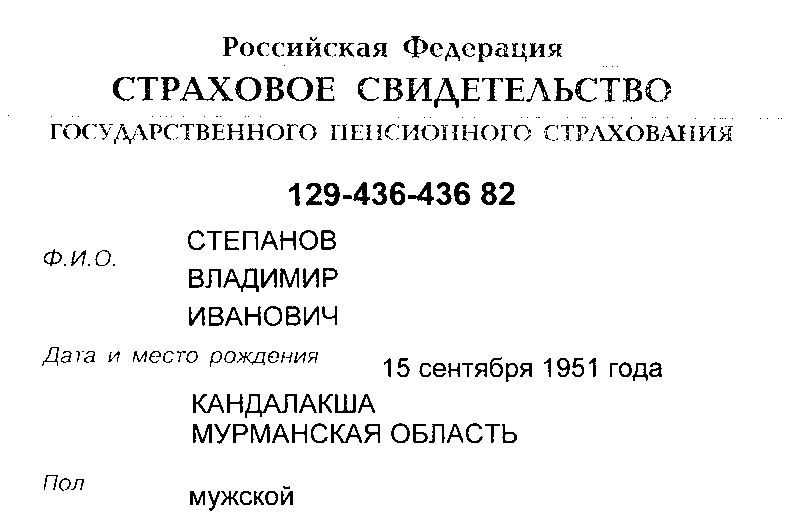 Российская Федерация
СТРАХОВОЕ СВИДЕТЕЛЬСТВО
ГОСУДАРСТВЕННОГО ПЕНСИОННОГО СТРАХОВАНИЯ
129-436-436 82
Ф.И.О.
СТЕПАНОВ
ВЛАДИМИР
ИВАНОВИЧ
Дата и место рождения 15 сентября 1951 года
КАНДАЛАКША
МУРМАНСКАЯ ОБЛАСТЬ
Пол мужской